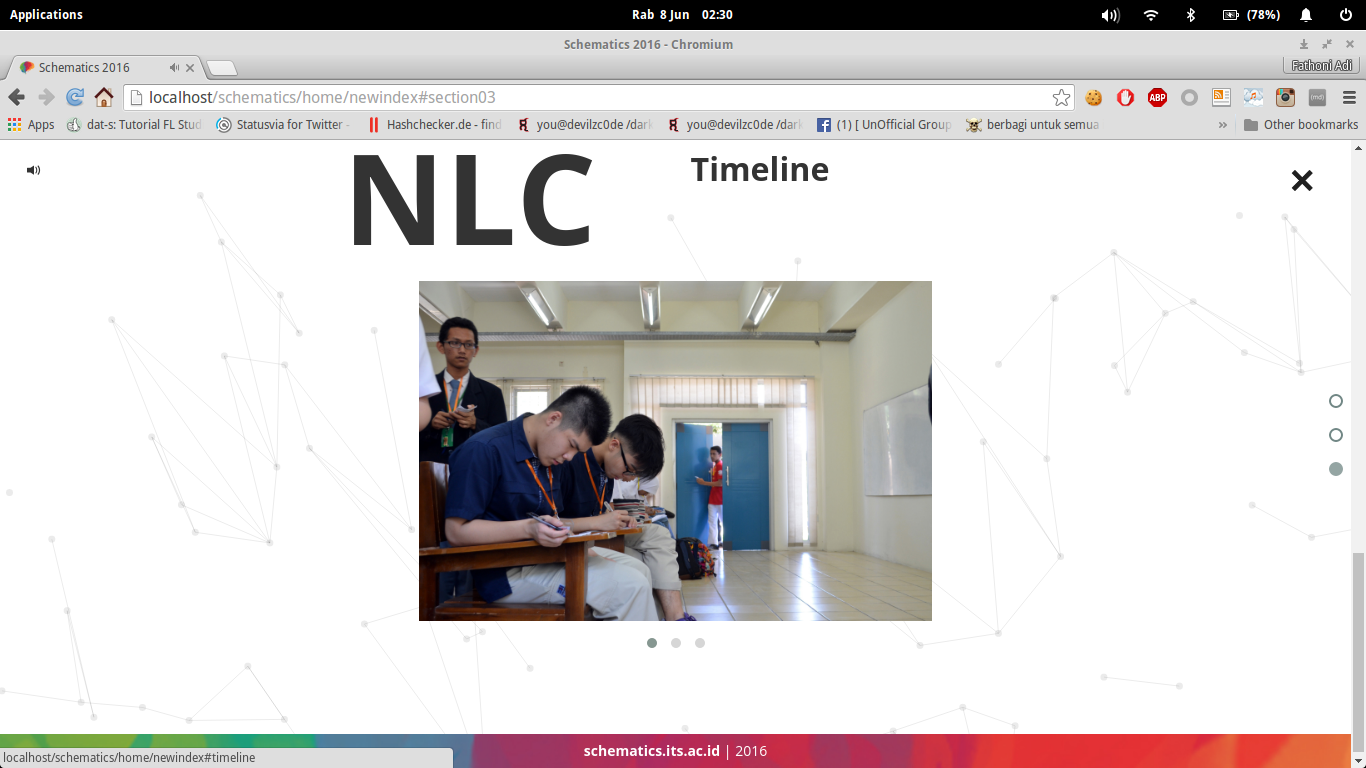 Applications
Rab 8 Jun 02:30
(78%)
Schematics 2016 - Chromium
Schematics 2016
Fathoni Adi
localhost/schematics/home/newindex#section03
ABP
Apps
dat-s: Tutorial FL Stud
Statusvia for Twitter -
Hashchecker.de - find
you@devilzc0de /dark
you@devilzc0de /dark
(1) [ UnOfficial Group
berbagi untuk semua
»
Other bookmarks
NLC
Timeline
schematics.its.ac.id | 2016
localhost/schematics/home/newindex#timeline